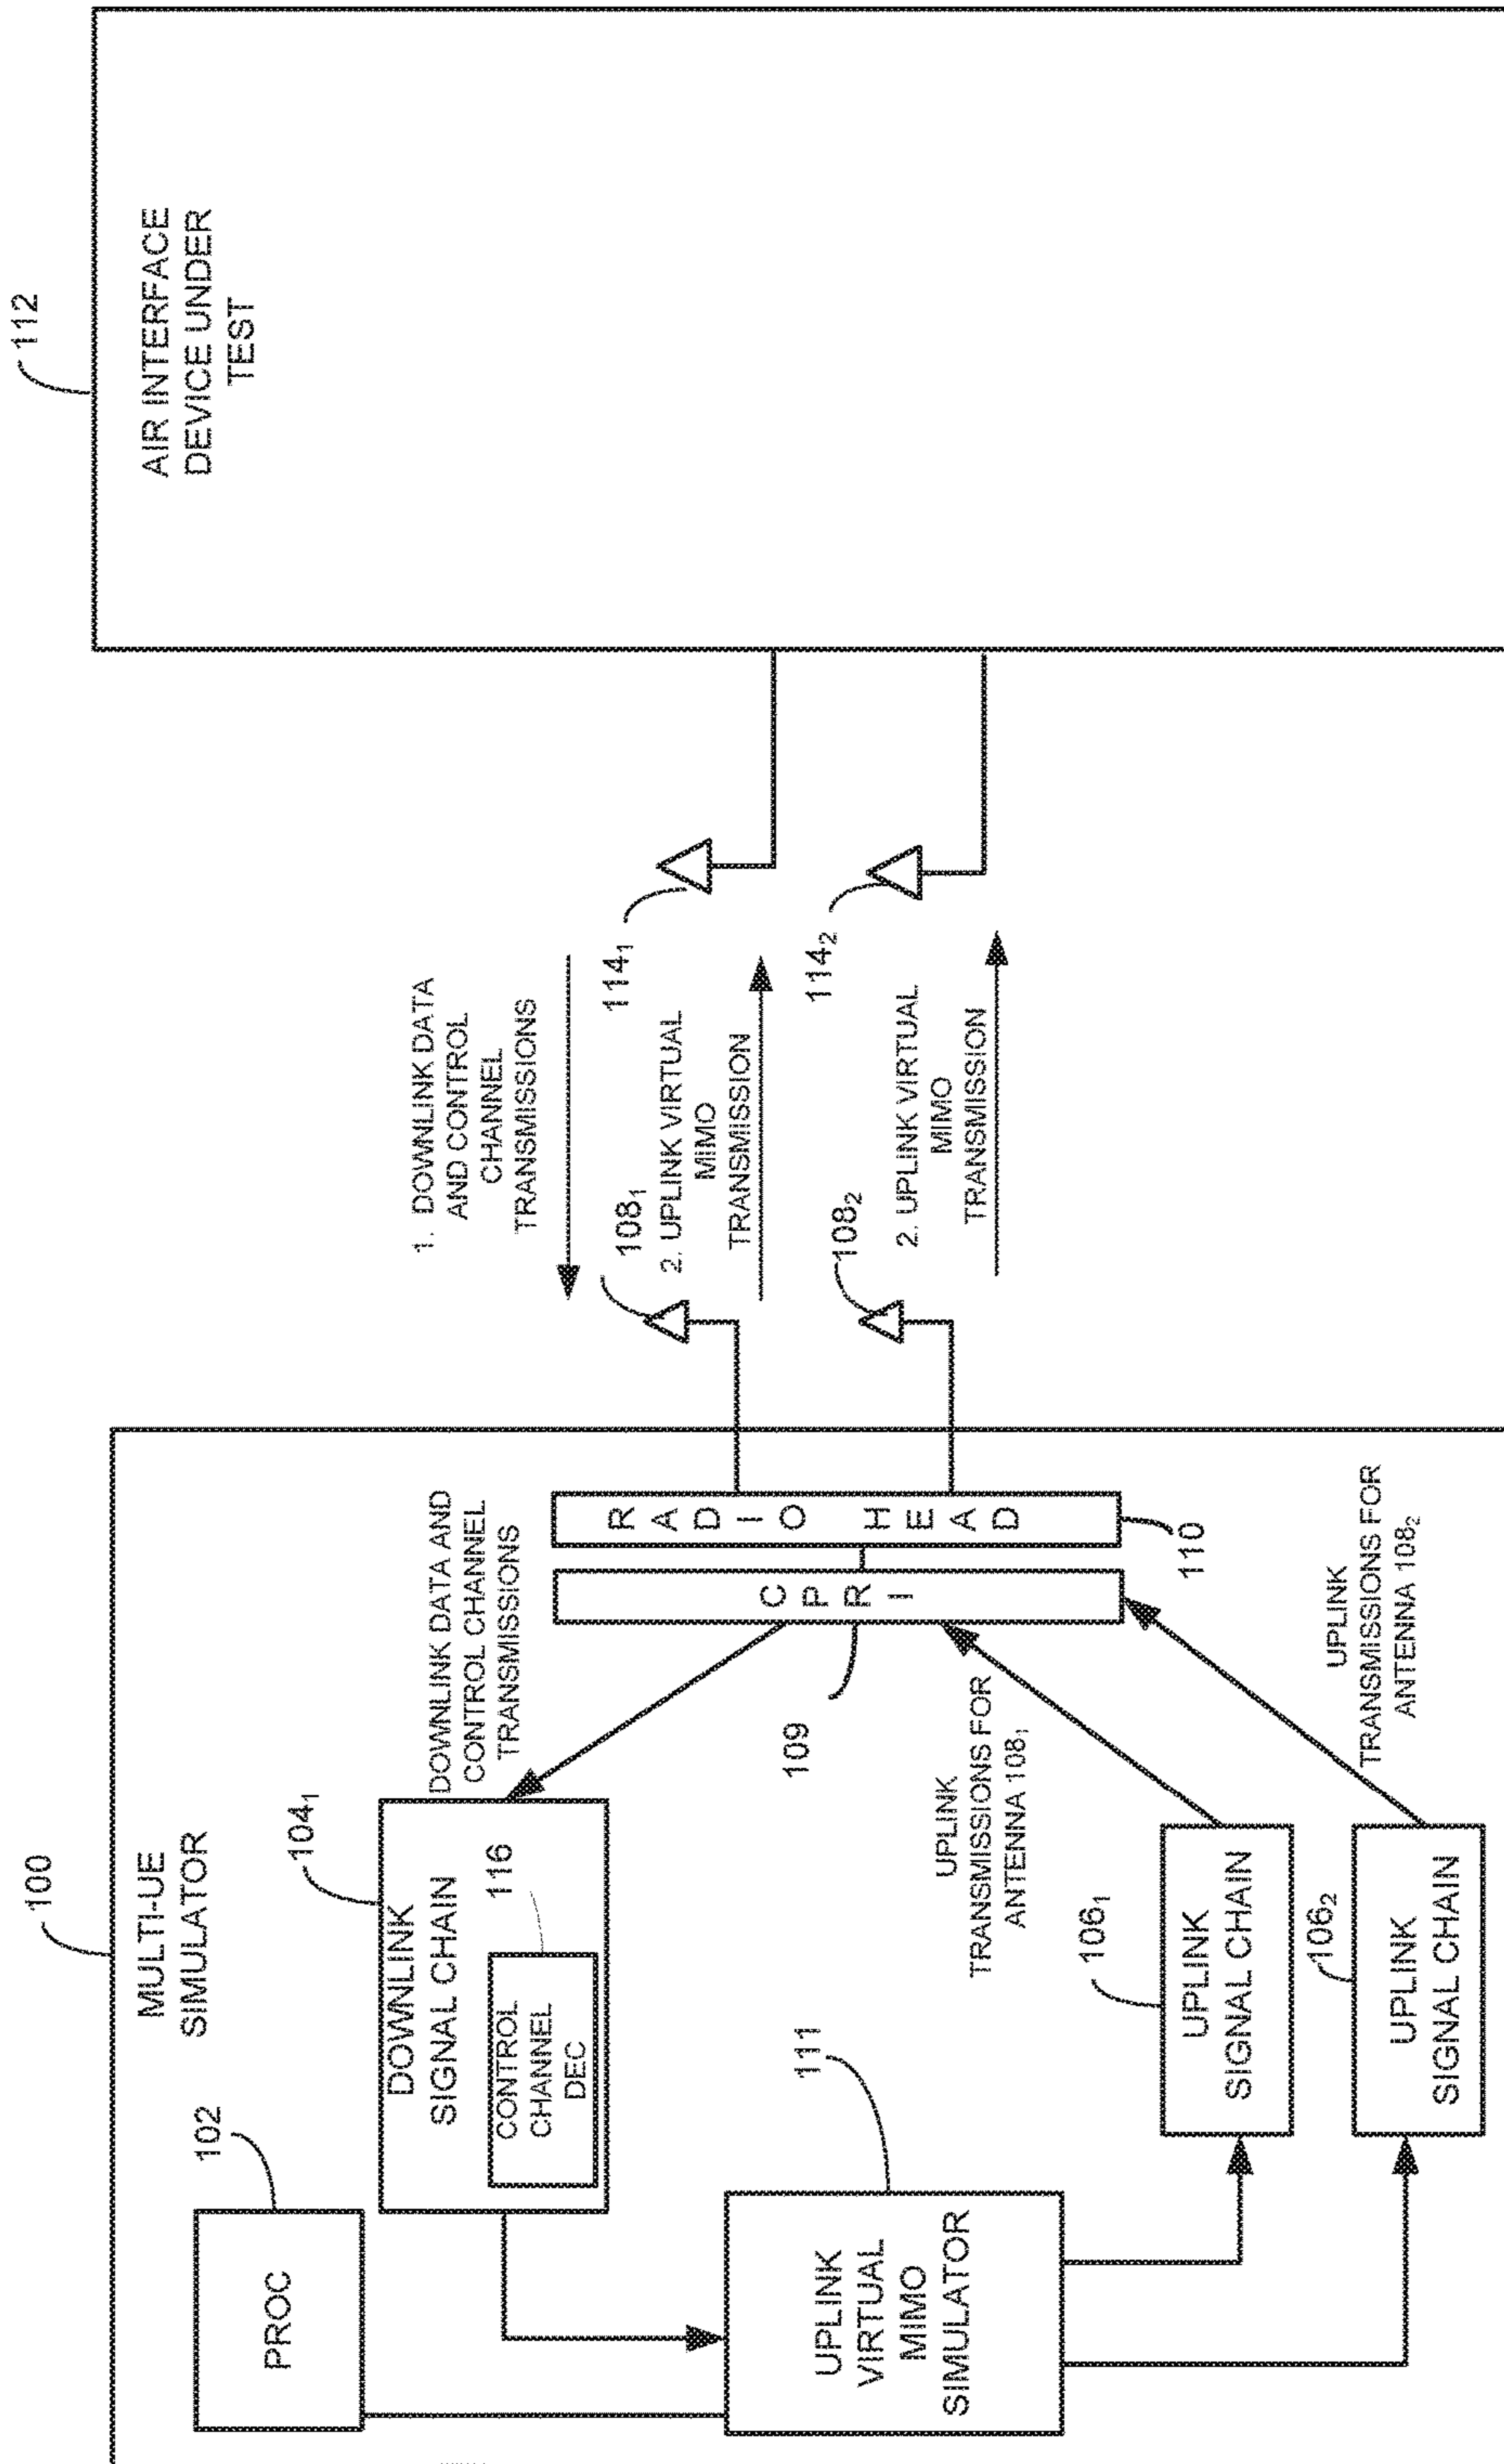 100
MULTI-UE
SIMULATOR
102
PROC
104₁
DOWNLINK
SIGNAL CHAIN
116
CONTROL
CHANNEL
DEC
DOWNLINK DATA AND
CONTROL CHANNEL
TRANSMISSIONS
111
UPLINK
VIRTUAL
MIMO
SIMULATOR
109
CPRI
RADIO HEAD
110
UPLINK
TRANSMISSIONS FOR
ANTENNA 108₁
106₁
UPLINK
SIGNAL CHAIN
106₂
UPLINK
SIGNAL CHAIN
UPLINK
TRANSMISSIONS FOR
ANTENNA 108₂
1. DOWNLINK DATA
AND CONTROL
CHANNEL
TRANSMISSIONS
108₁
114₁
2. UPLINK VIRTUAL
MIMO
TRANSMISSION
108₂
114₂
2. UPLINK VIRTUAL
MIMO
TRANSMISSION
112
AIR INTERFACE
DEVICE UNDER
TEST